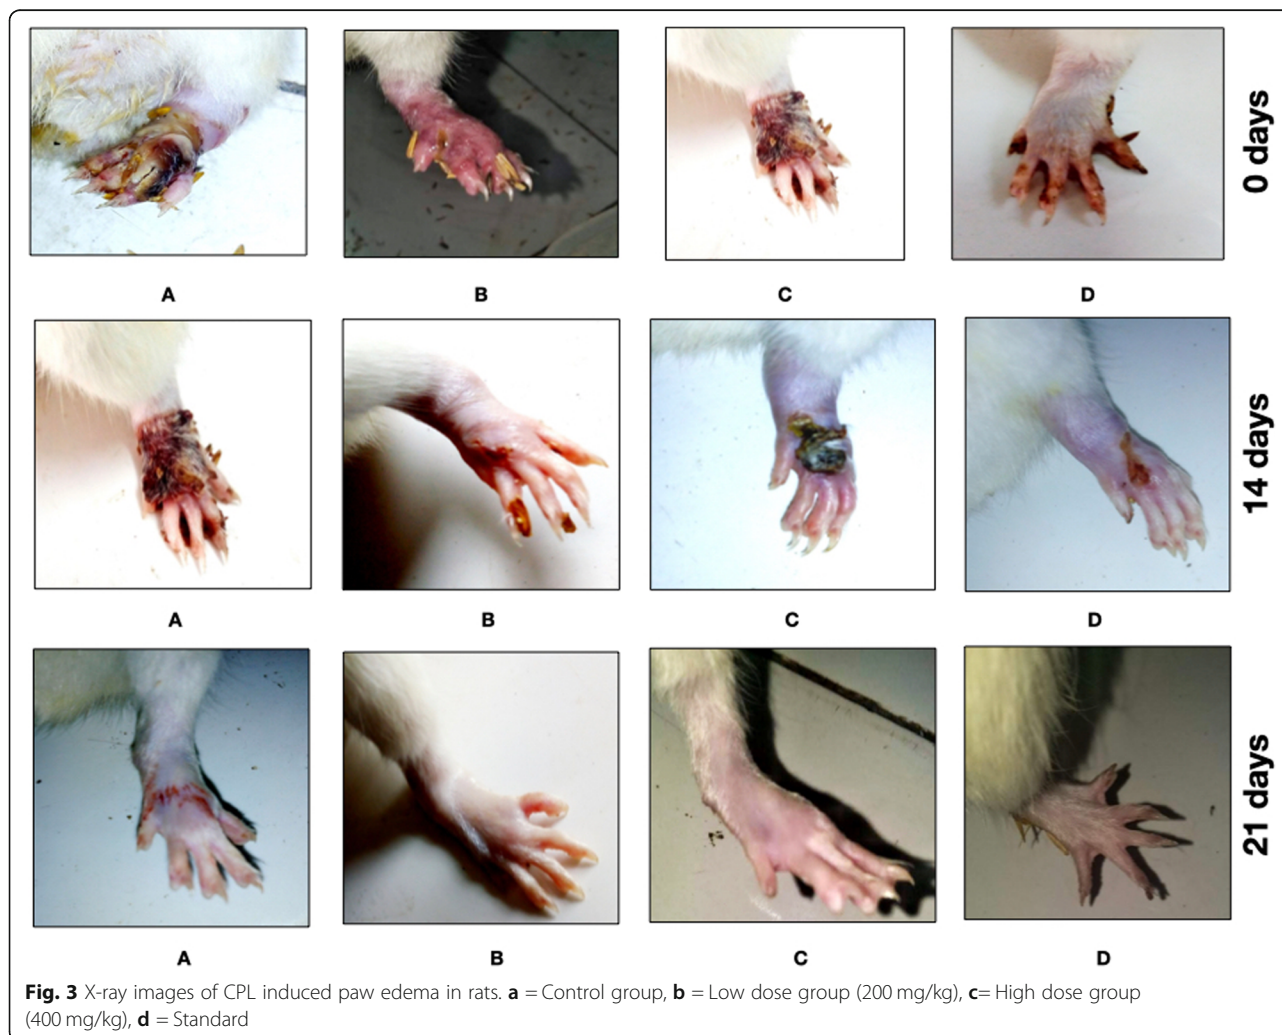 0 days
A B C D
14 days
A B C D
21 days
A B C D
Fig. 3 X-ray images of CPL induced paw edema in rats. a = Control group, b = Low dose group (200 mg/kg), c= High dose group
(400 mg/kg), d = Standard